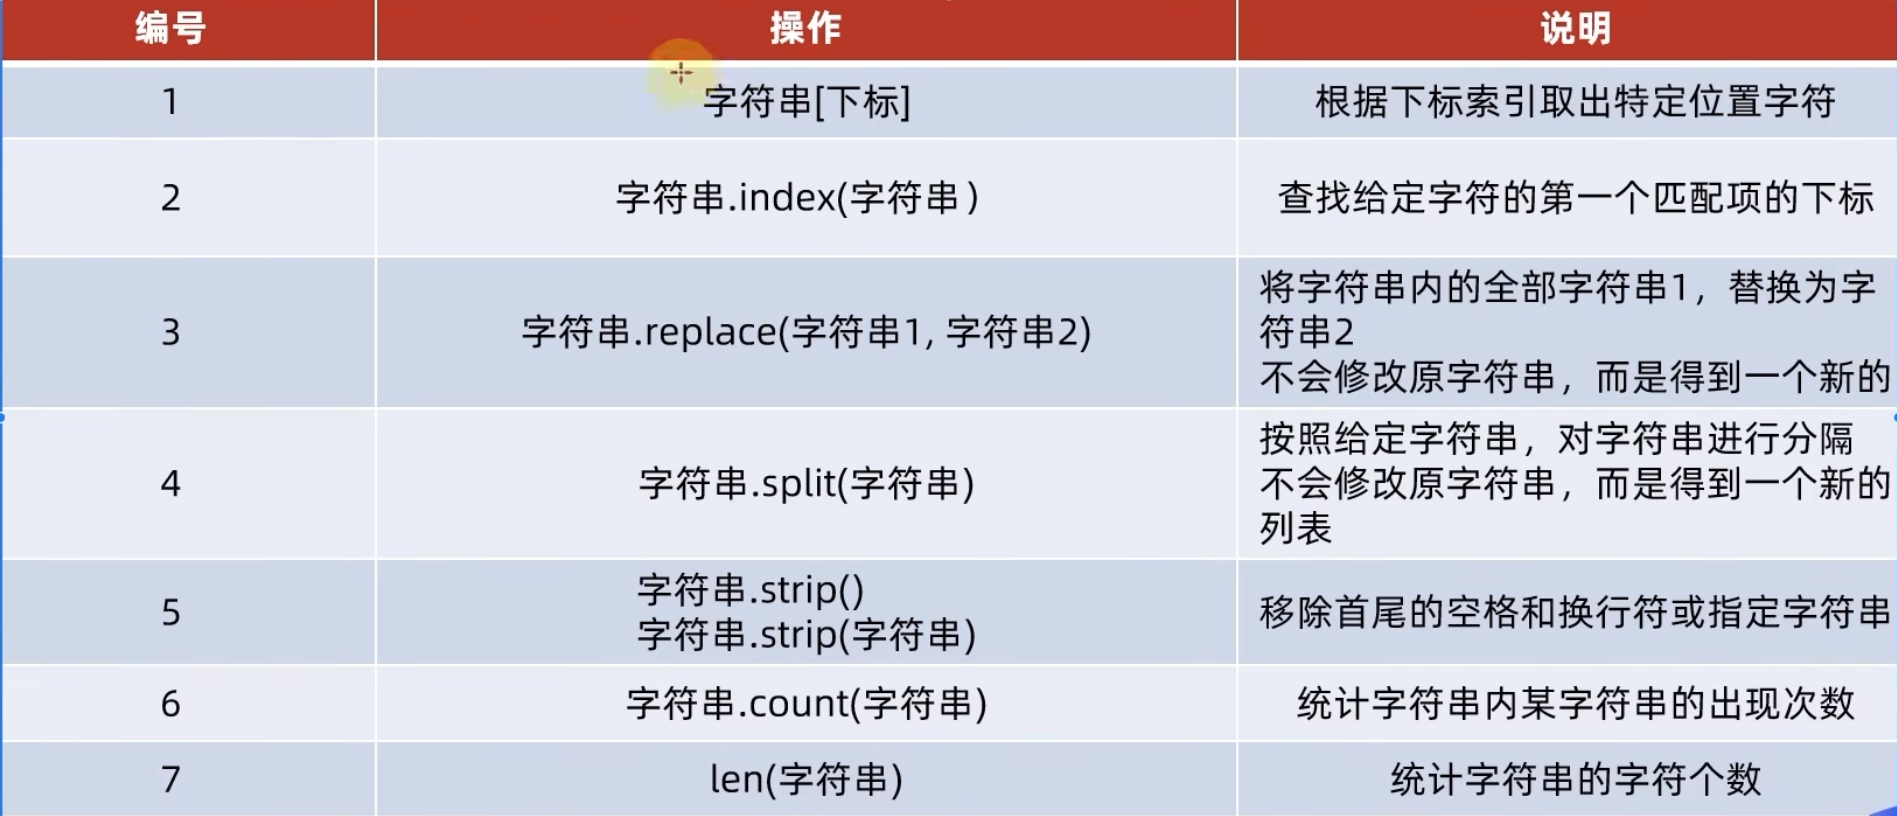 编号 操作 说明
1 字符串[下标] 根据下标索引取出特定位置字符
2 字符串.index(字符串） 查找给定字符的第一个匹配项的下标
3 字符串.replace(字符串1, 字符串2) 将字符串内的全部字符串1，替换为字
符串2
不会修改原字符串，而是得到一个新的
4 字符串.split(字符串) 按照给定字符串，对字符串进行分隔
不会修改原字符串，而是得到一个新的
列表
5 字符串.strip()
字符串.strip(字符串) 移除首尾的空格和换行符或指定字符串
6 字符串.count(字符串) 统计字符串内某字符串的出现次数
7 len(字符串) 统计字符串的字符个数